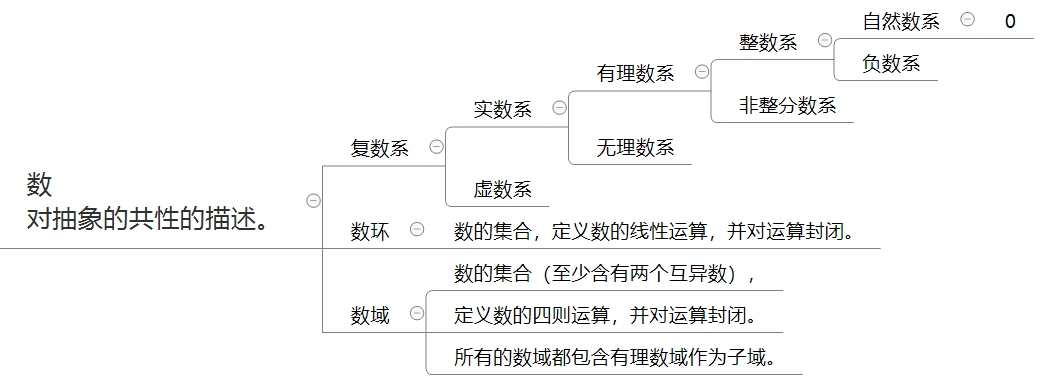 数
对抽象的共性的描述。
复数系
实数系
有理数系
整数系
自然数系
0
负数系
非整分数系
无理数系
虚数系
数环
数的集合，定义数的线性运算，并对运算封闭。
数域
数的集合（至少含有两个互异数），
定义数的四则运算，并对运算封闭。
所有的数域都包含有理数域作为子域。